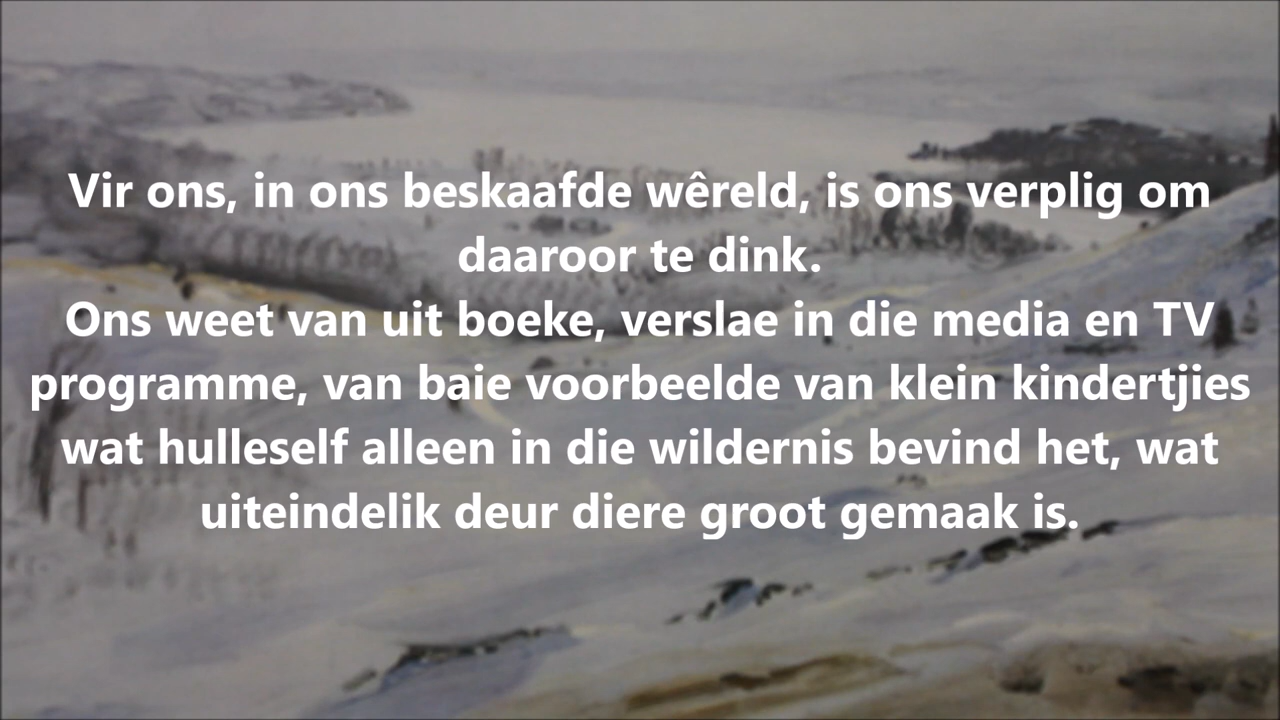 Vir ons, in ons beskaafde wêreld, is ons verplig om
daaroor te dink.
Ons weet van uit boeke, verslae in die media en TV
programme, van baie voorbeelde van klein kindertjies
wat hulleself alleen in die wildernis bevind het, wat
uiteindelik deur diere groot gemaak is.